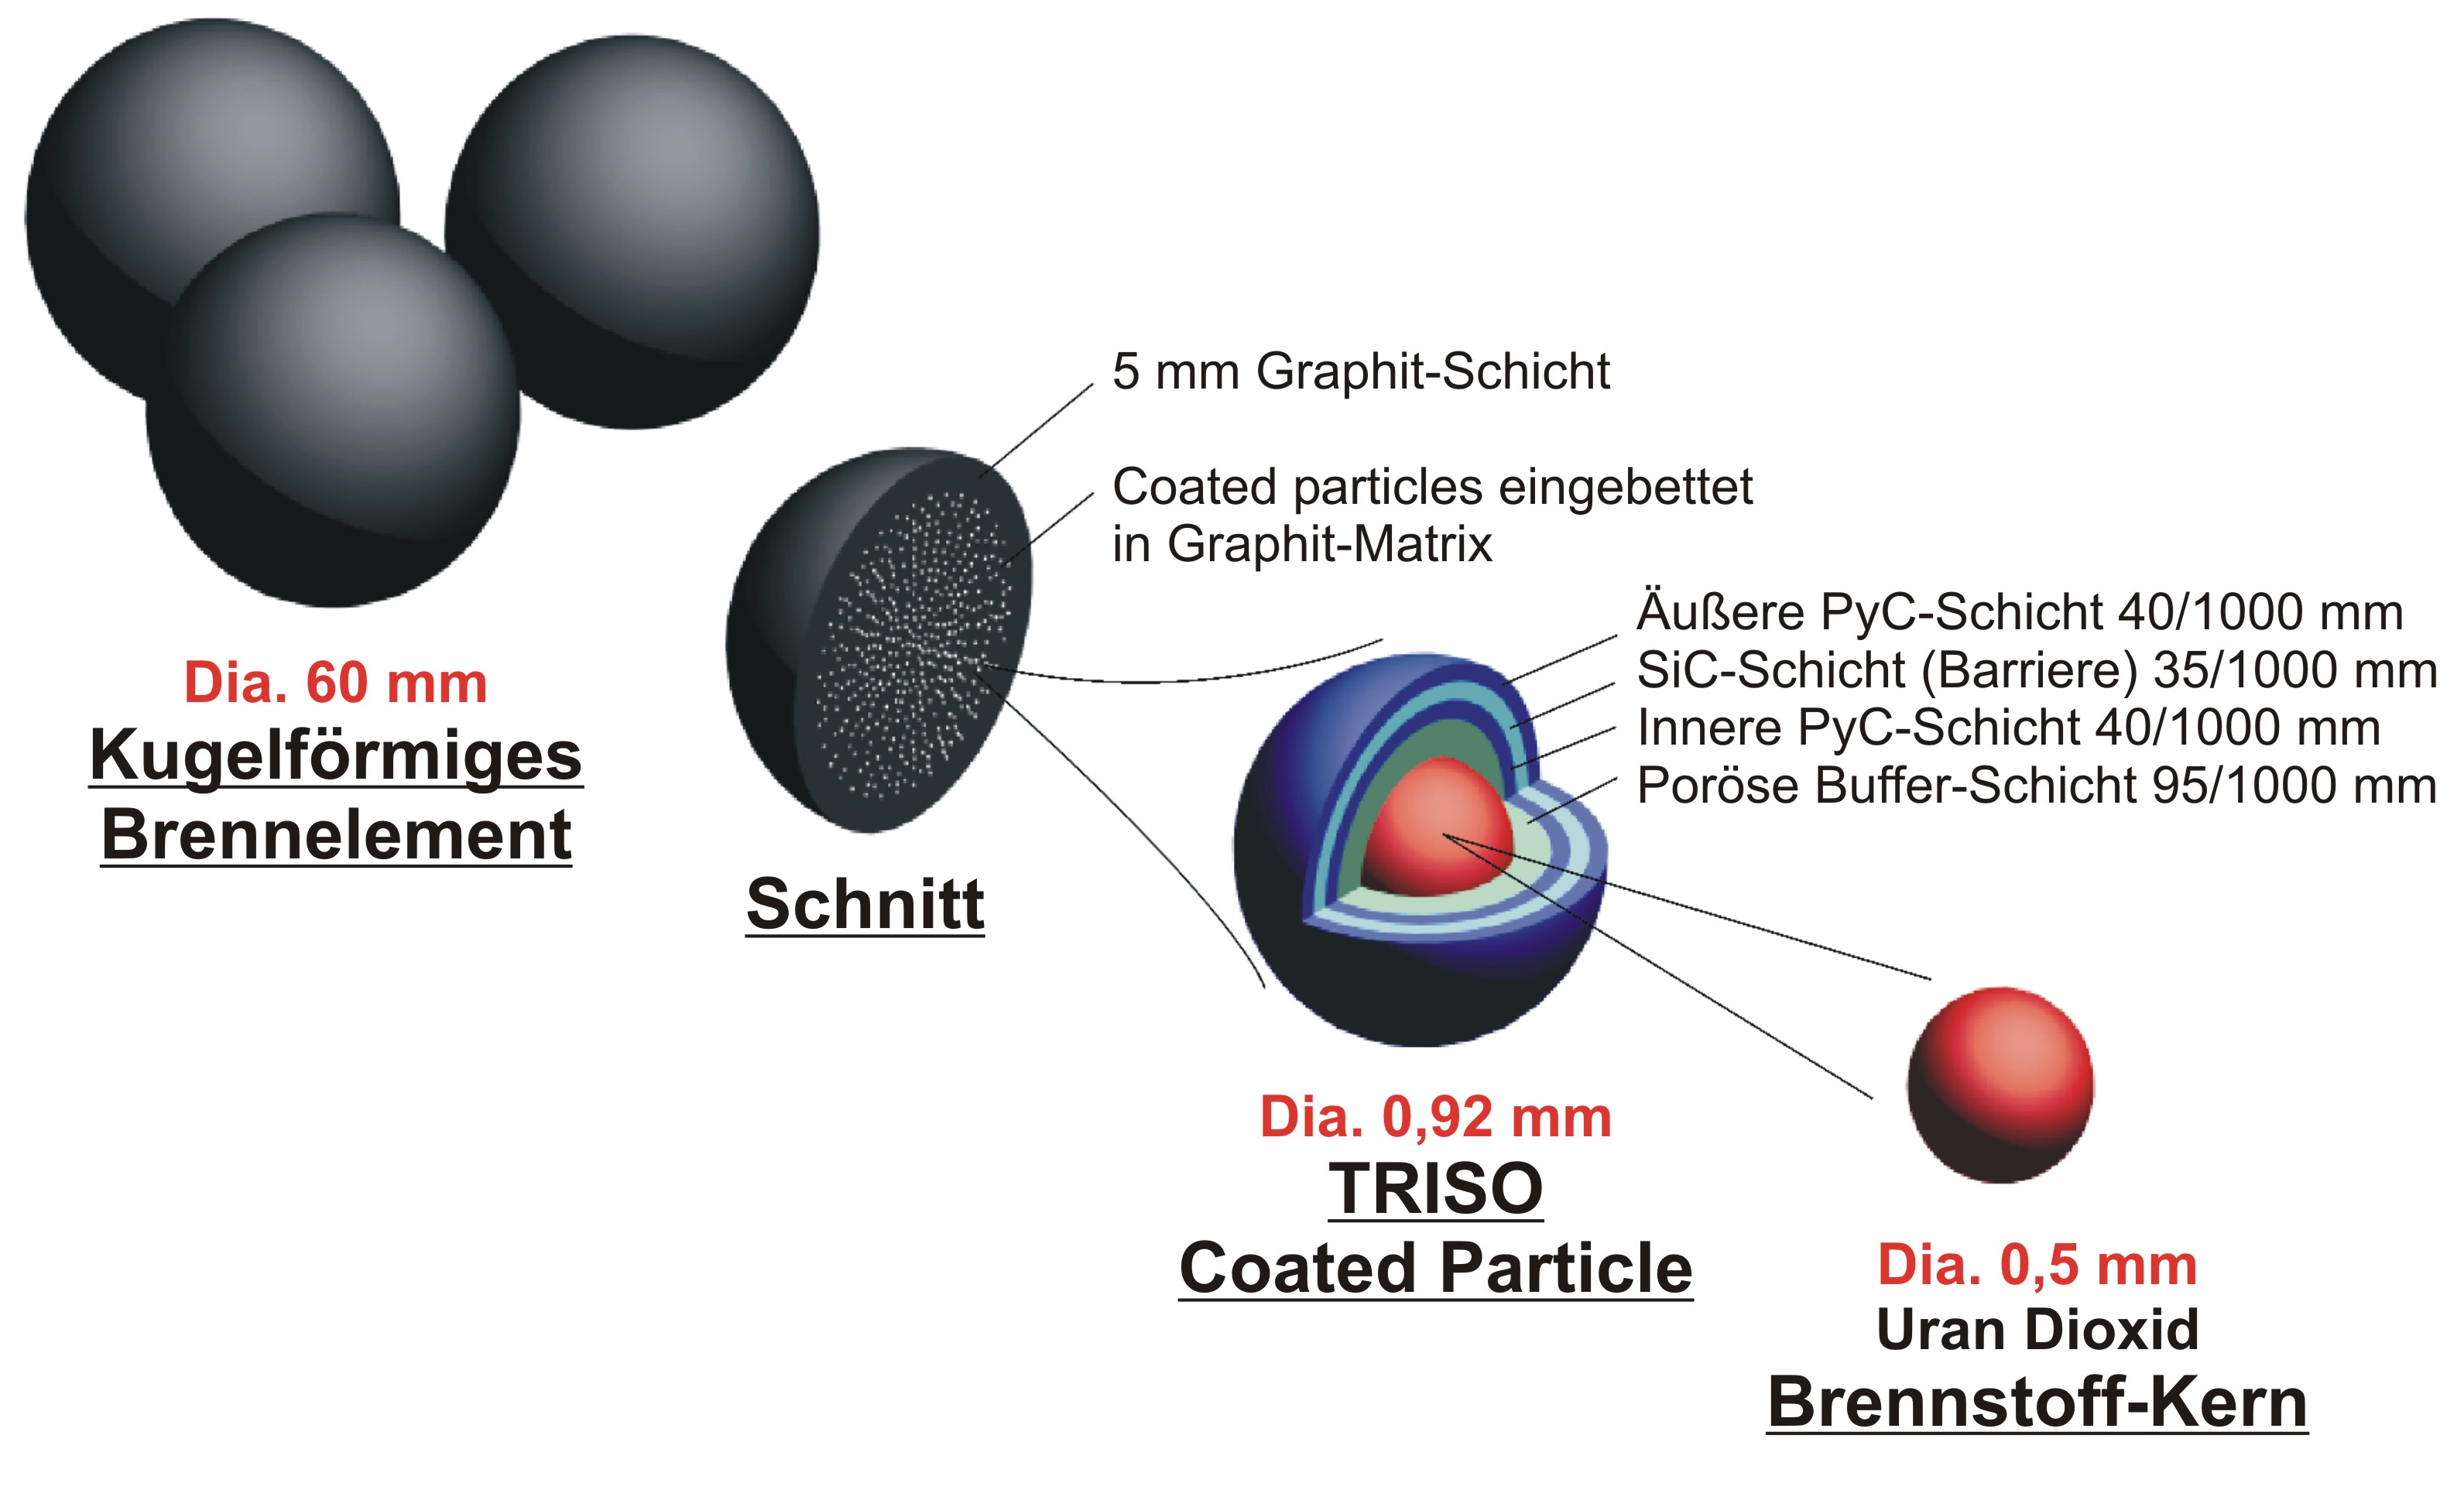 5 mm Graphit-Schicht
Coated particles eingebettet
in Graphit-Matrix
Äußere PyC-Schicht 40/1000 mm
SiC-Schicht (Barriere) 35/1000 mm
Innere PyC-Schicht 40/1000 mm
Poröse Buffer-Schicht 95/1000 mm
Dia. 60 mm
Kugelförmiges
Brennelement
Schnitt
Dia. 0,92 mm
TRISO
Coated Particle
Dia. 0,5 mm
Uran Dioxid
Brennstoff-Kern